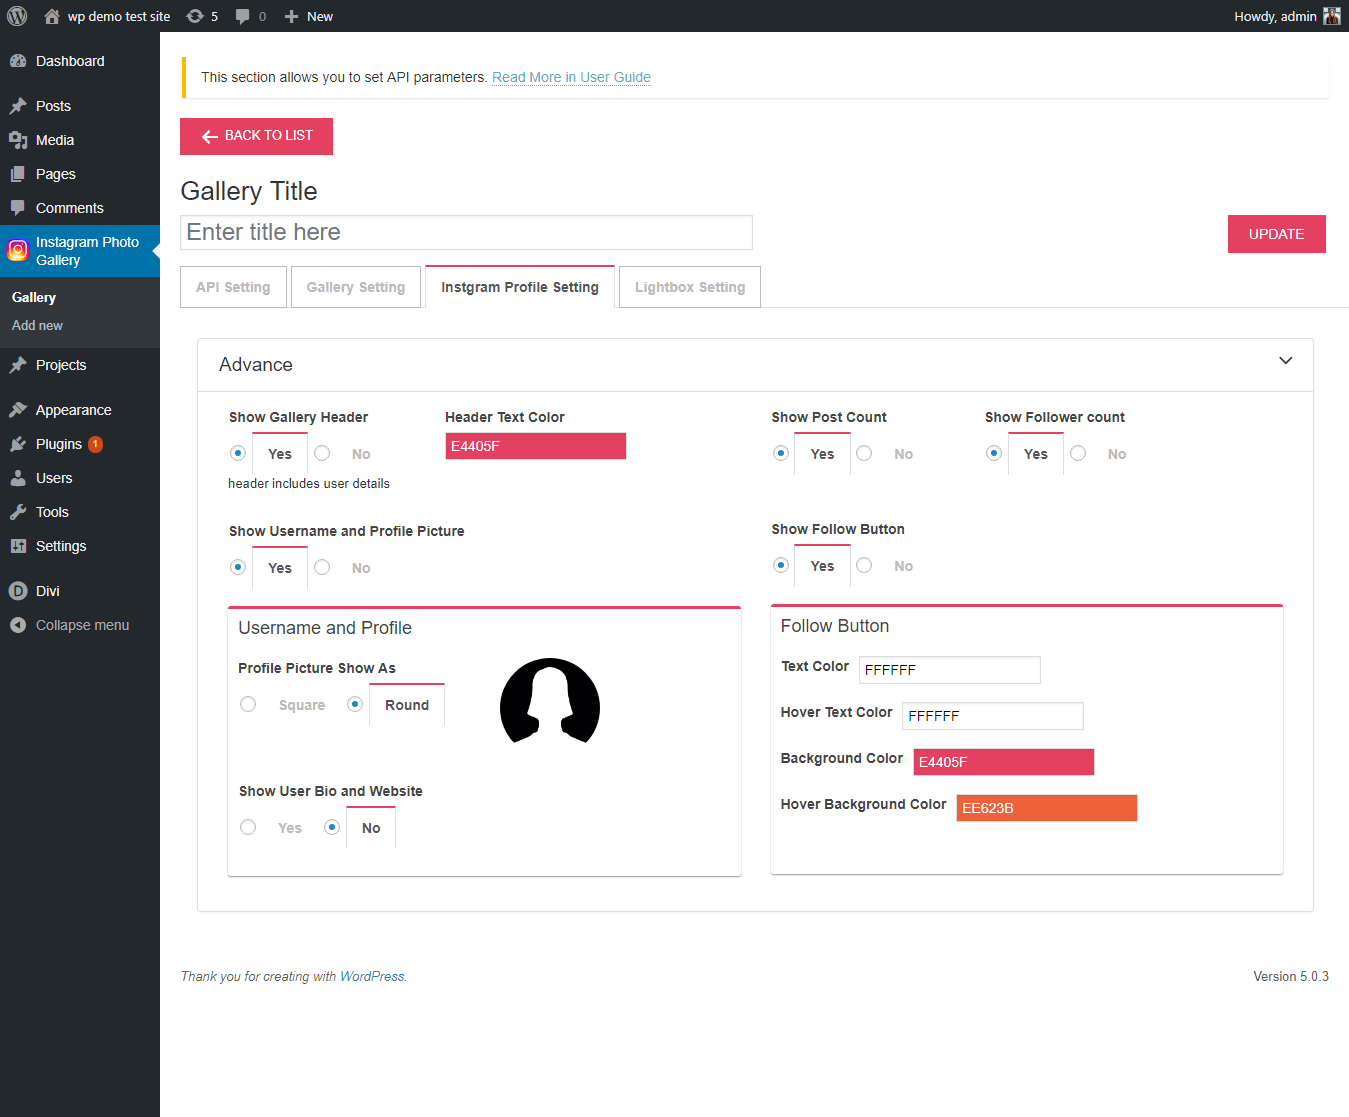 wp demo test site 5 0 New Howdy, admin
Dashboard
Posts
Media
Pages
Comments
Instagram Photo
Gallery
Gallery
Add new
Projects
Appearance
Plugins 1
Users
Tools
Settings
Divi
Collapse menu
This section allows you to set API parameters. Read More in User Guide
BACK TO LIST
Gallery Title
Enter title here
UPDATE
API Setting Gallery Setting Instgram Profile Setting Lightbox Setting
Advance
Show Gallery Header Header Text Color Show Post Count Show Follower count
Yes No E4405F Yes No Yes No
header includes user details
Show Username and Profile Picture Show Follow Button
Yes No Yes No
Username and Profile
Profile Picture Show As
Square Round
Show User Bio and Website
Yes No
Follow Button
Text Color FFFFFF
Hover Text Color FFFFFF
Background Color E4405F
Hover Background Color EE623B
Thank you for creating with WordPress. Version 5.0.3